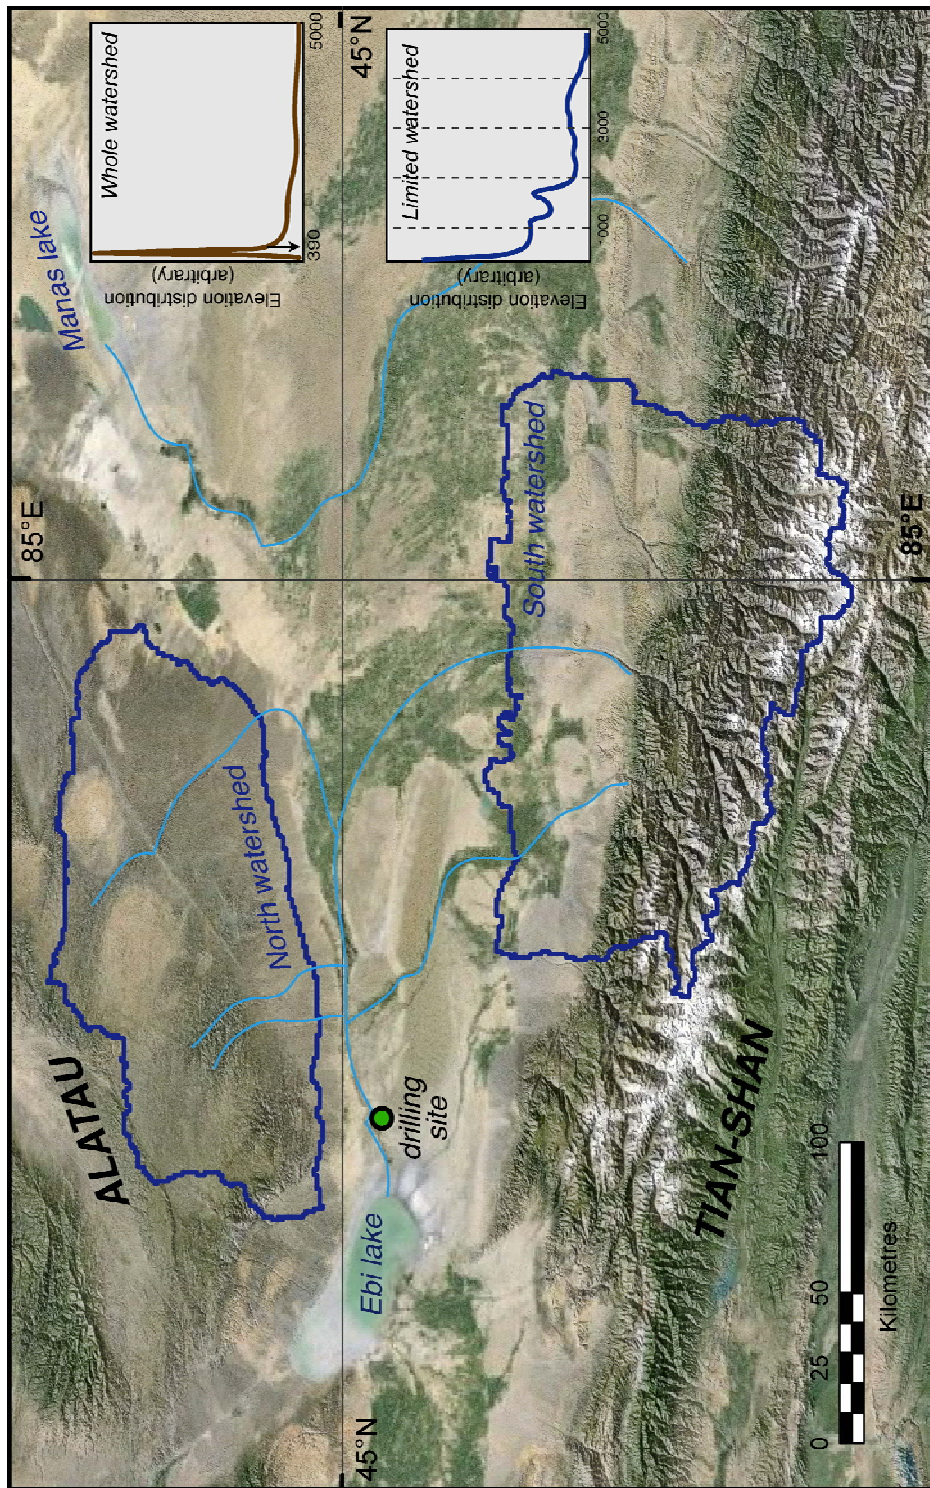 85°E
Manas lake
Whole watershed
Elevation distribution
(arbitrary)
390
5000
45°N
ALATAU
North watershed
Limited watershed
Elevation distribution
(arbitrary)
1000
3000
5000
Ebi lake
drilling
site
South watershed
TIAN-SHAN
45°N
0
25
50
100
Kilometres
85°E